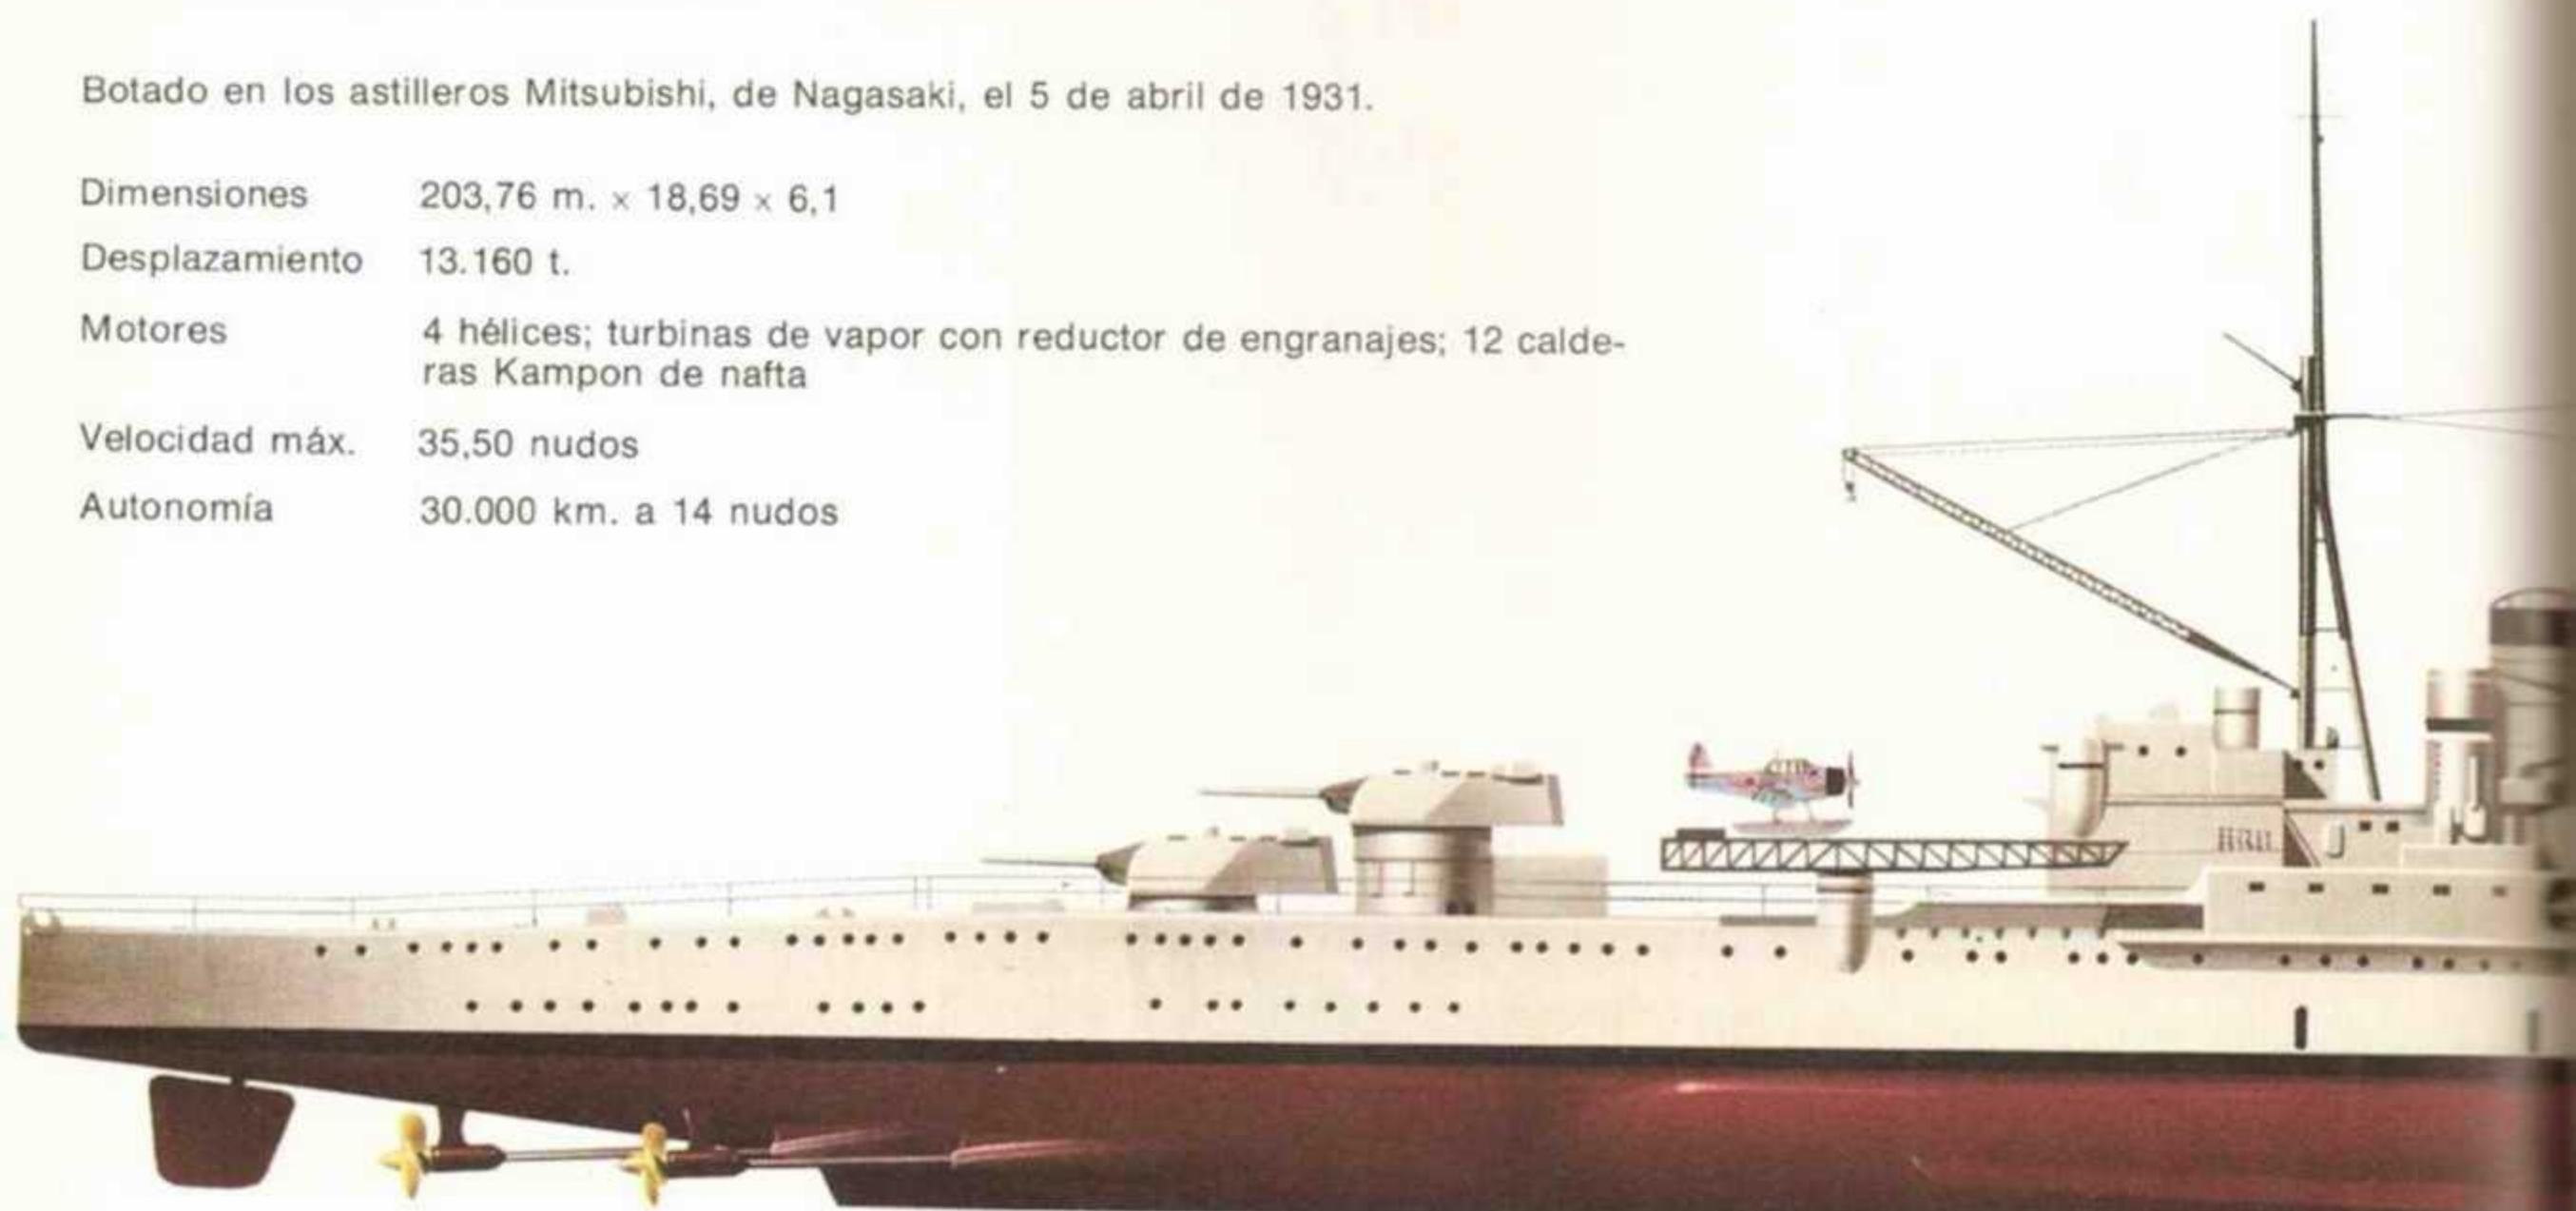 Botado en los astilleros Mitsubishi, de Nagasaki, el 5 de abril de 1931.
Dimensiones 203,76 m. × 18,69 × 6,1
Desplazamiento 13.160 t.
Motores 4 hélices; turbinas de vapor con reductor de engranajes; 12 calde-
ras Kampon de nafta
Velocidad máx. 35,50 nudos
Autonomía 30.000 km. a 14 nudos